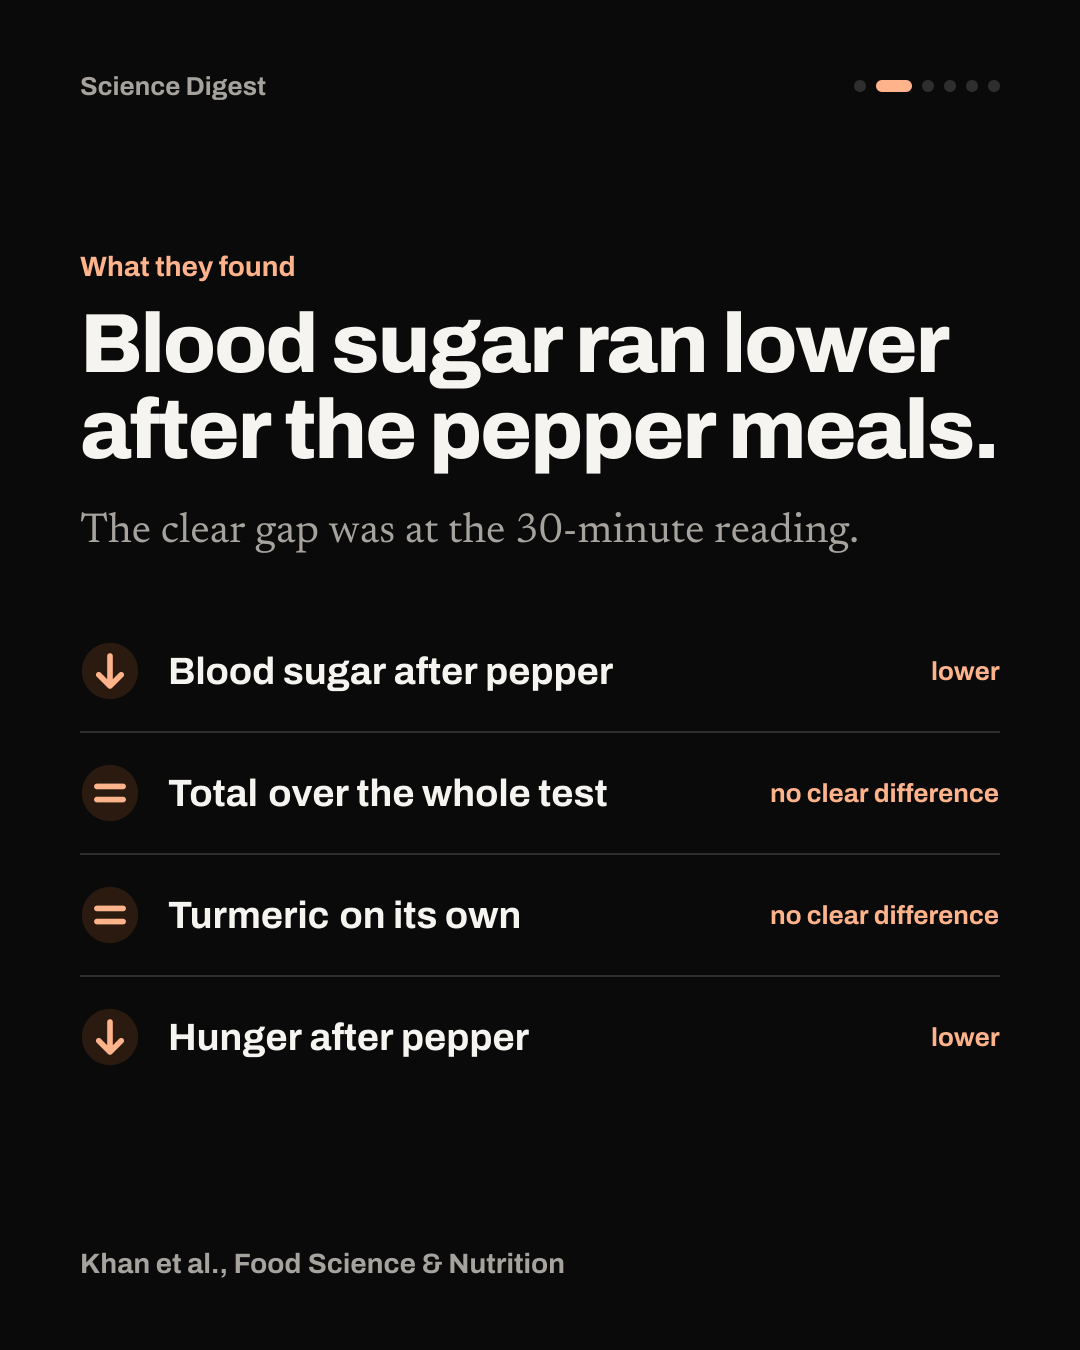 Science Digest
What they found
Blood sugar ran lower
after the pepper meals.
The clear gap was at the 30-minute reading.
Blood sugar after pepper
lower
Total over the whole test
no clear difference
Turmeric on its own
no clear difference
Hunger after pepper
lower
Khan et al., Food Science & Nutrition